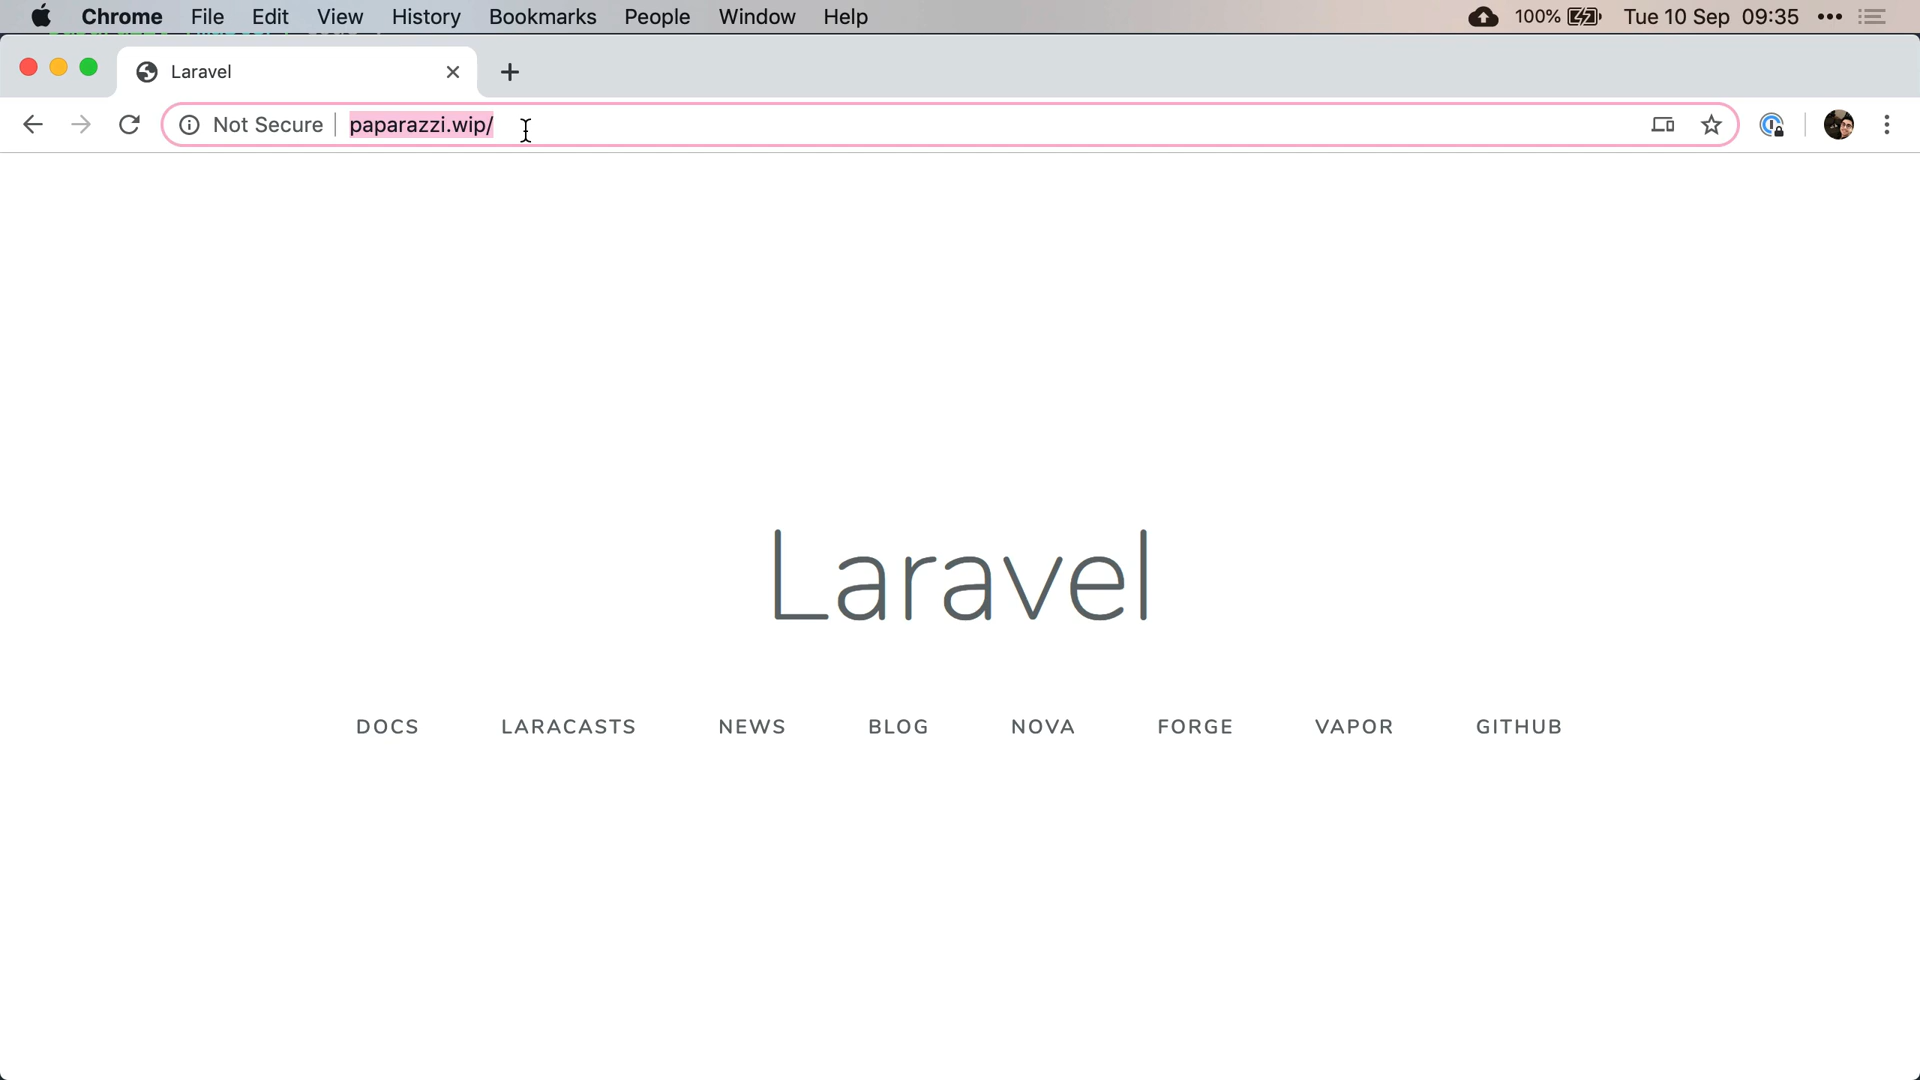 Chrome File Edit View History Bookmarks People Window Help 100% Tue 10 Sep 09:35
Laravel
Not Secure paparazzi.wip/
Laravel
DOCS LARACASTS NEWS BLOG NOVA FORGE VAPOR GITHUB